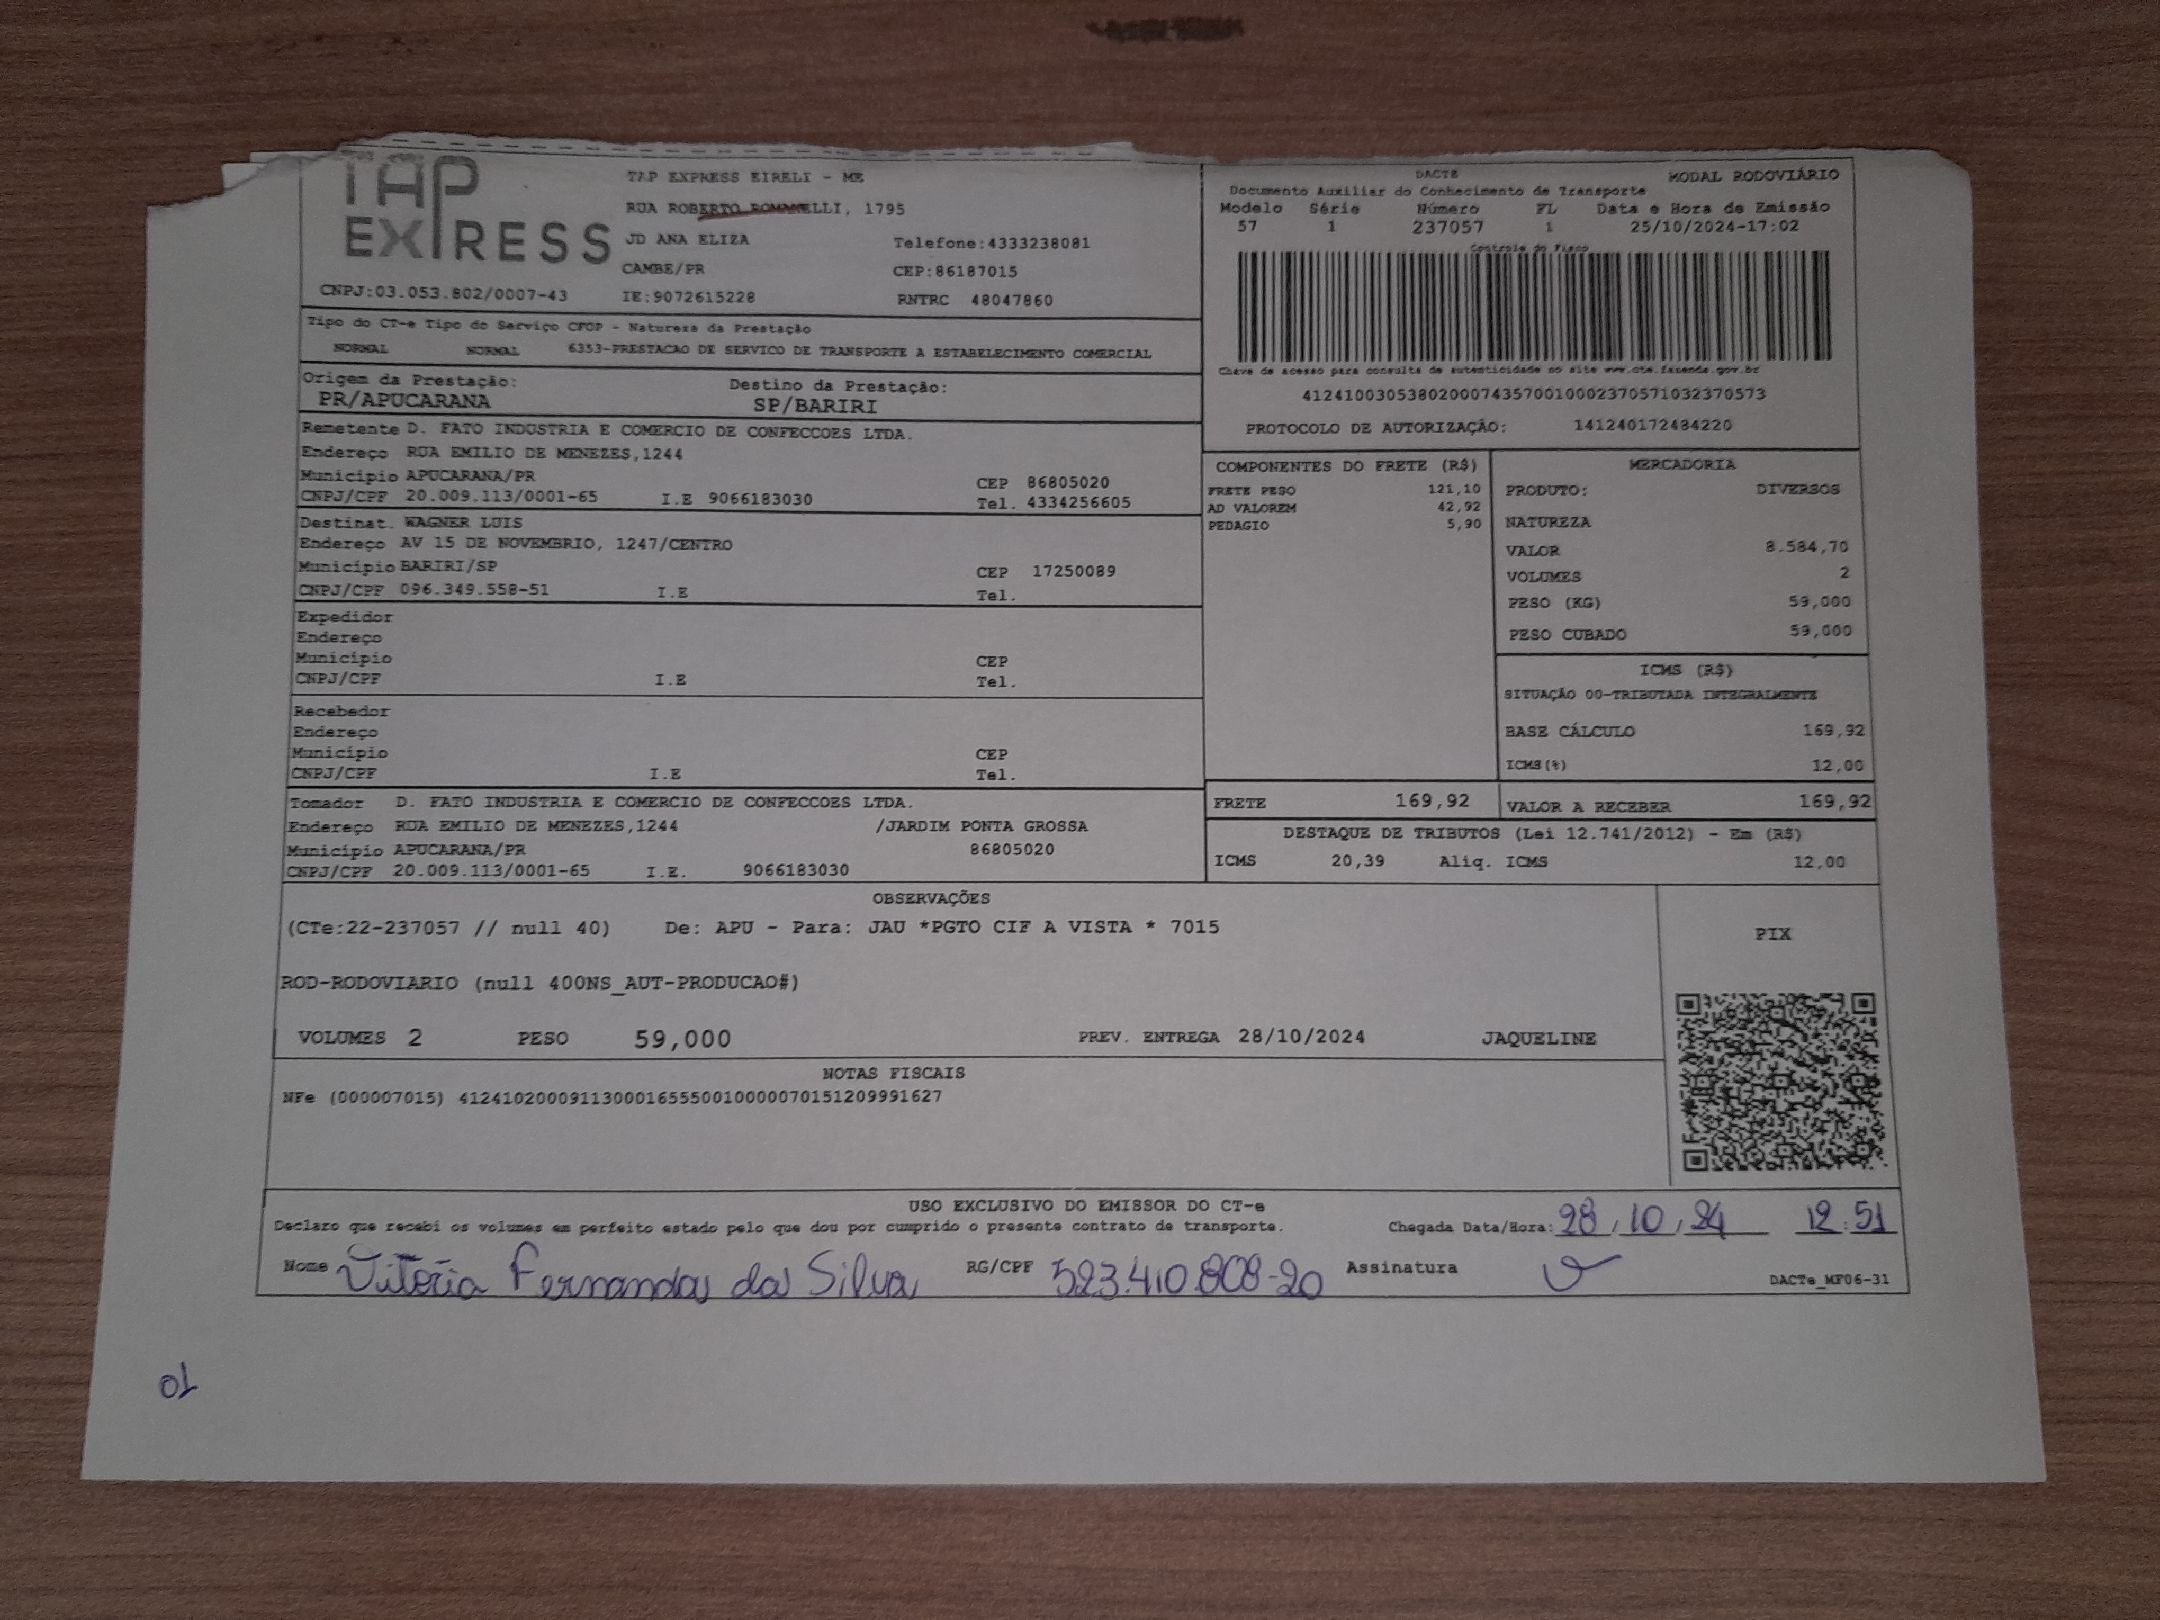 TAP
EXPRESS
TAP EXPRESS EIRELI - ME
RUA ROBERTO ROMANELLI, 1795
JD ANA ELIZA
Telefone:4333238081
CAMBE/PR
CEP:86187015
CNPJ:03.053.802/0007-43
IE:9072615228
RNTRC 48047860
DACTE
MODAL RODOVIÁRIO
Documento Auxiliar do Conhecimento de Transporte
Modelo Série Número FL Data e Hora de Emissão
57 1 237057 1 25/10/2024-17:02
Controle do Fisco
Chave de acesso para consulta de autenticidade no site www.cte.fazenda.gov.br
41241003053802000743570010002370571032370573
PROTOCOLO DE AUTORIZAÇÃO: 141240172484220
Tipo do CT-e Tipo do Serviço CFOP - Natureza da Prestação
NORMAL NORMAL 6353-PRESTACAO DE SERVICO DE TRANSPORTE A ESTABELECIMENTO COMERCIAL
Origem da Prestação: Destino da Prestação:
PR/APUCARANA SP/BARIRI
Remetente D. FATO INDUSTRIA E COMERCIO DE CONFECCOES LTDA.
Endereço RUA EMILIO DE MENEZES,1244
Município APUCARANA/PR CEP 86805020
CNPJ/CPF 20.009.113/0001-65 I.E 9066183030 Tel. 4334256605
Destinat. WAGNER LUIS
Endereço AV 15 DE NOVEMBRIO, 1247/CENTRO
Município BARIRI/SP CEP 17250089
CNPJ/CPF 096.349.558-51 I.E Tel.
Expedidor
Endereço
Município CEP
CNPJ/CPF I.E Tel.
Recebedor
Endereço
Município CEP
CNPJ/CPF I.E Tel.
Tomador D. FATO INDUSTRIA E COMERCIO DE CONFECCOES LTDA.
Endereço RUA EMILIO DE MENEZES,1244 /JARDIM PONTA GROSSA
Município APUCARANA/PR 86805020
CNPJ/CPF 20.009.113/0001-65 I.E. 9066183030
COMPONENTES DO FRETE (R$)
FRETE PESO 121,10
AD VALOREM 42,92
PEDAGIO 5,90
MERCADORIA
PRODUTO: DIVERSOS
NATUREZA
VALOR 8.584,70
VOLUMES 2
PESO (KG) 59,000
PESO CUBADO 59,000
ICMS (R$)
SITUAÇÃO 00-TRIBUTADA INTEGRALMENTE
BASE CÁLCULO 169,92
ICMS(%) 12,00
FRETE 169,92 VALOR A RECEBER 169,92
DESTAQUE DE TRIBUTOS (Lei 12.741/2012) - Em (R$)
ICMS 20,39 Aliq. ICMS 12,00
OBSERVAÇÕES
(CTe:22-237057 // null 40) De: APU - Para: JAU *PGTO CIF A VISTA * 7015
ROD-RODOVIARIO (null 400NS_AUT-PRODUCAO#)
VOLUMES 2 PESO 59,000 PREV. ENTREGA 28/10/2024 JAQUELINE
PIX
NOTAS FISCAIS
NFe (000007015) 41241020009113000165550010000070151209991627
USO EXCLUSIVO DO EMISSOR DO CT-e
Declaro que recebi os volumes em perfeito estado pelo que dou por cumprido o presente contrato de transporte. Chegada Data/Hora: 28/10/24 12:51
Nome Vitória Fernanda da Silva RG/CPF 523.410.808-20 Assinatura
DACTe_MF06-31
01